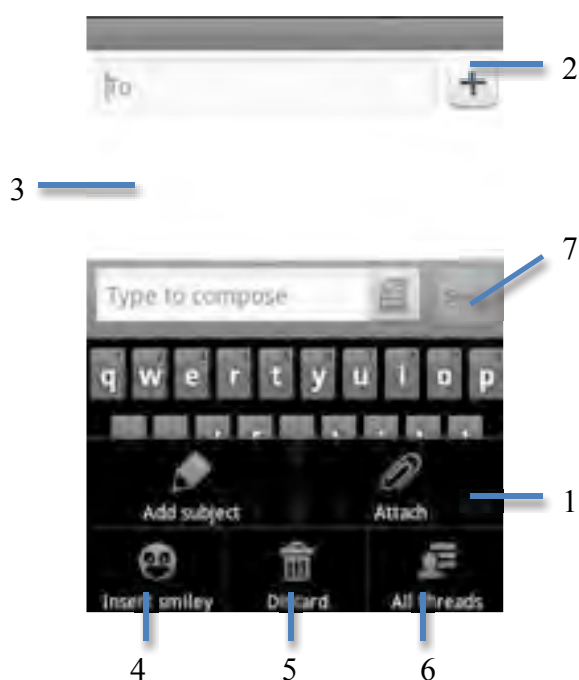 2
To
3
7
Type to compose
q w e r t y u i o p
1
Add subject
Attach
Insert smiley
Discard
All threads
4
5
6